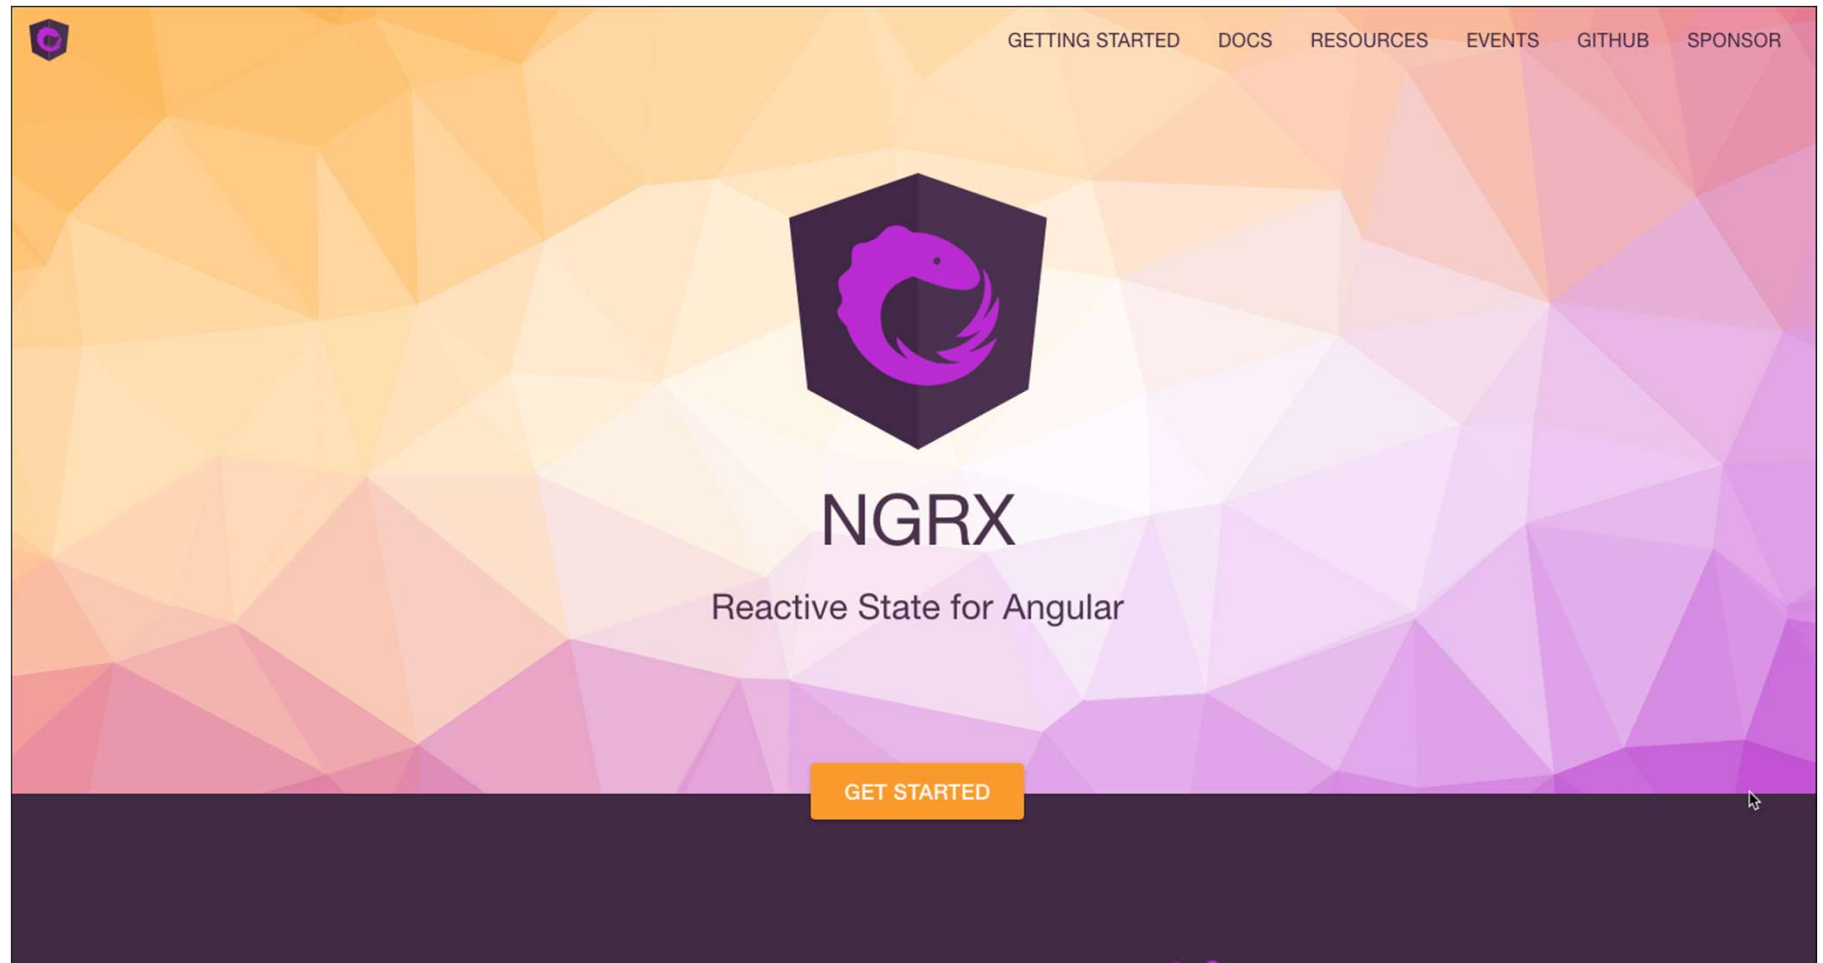 GETTING STARTED DOCS RESOURCES EVENTS GITHUB SPONSOR
NGRX
Reactive State for Angular
GET STARTED